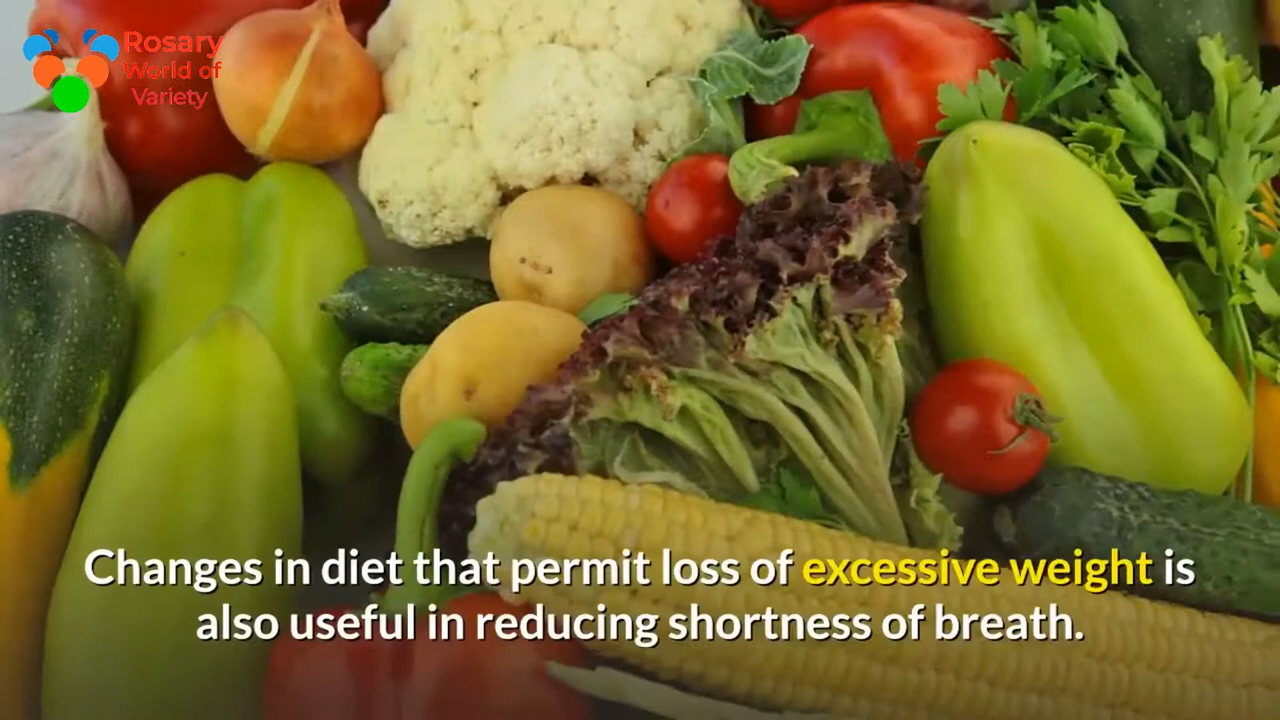 Rosary
World of
Variety
Changes in diet that permit loss of excessive weight is
also useful in reducing shortness of breath.